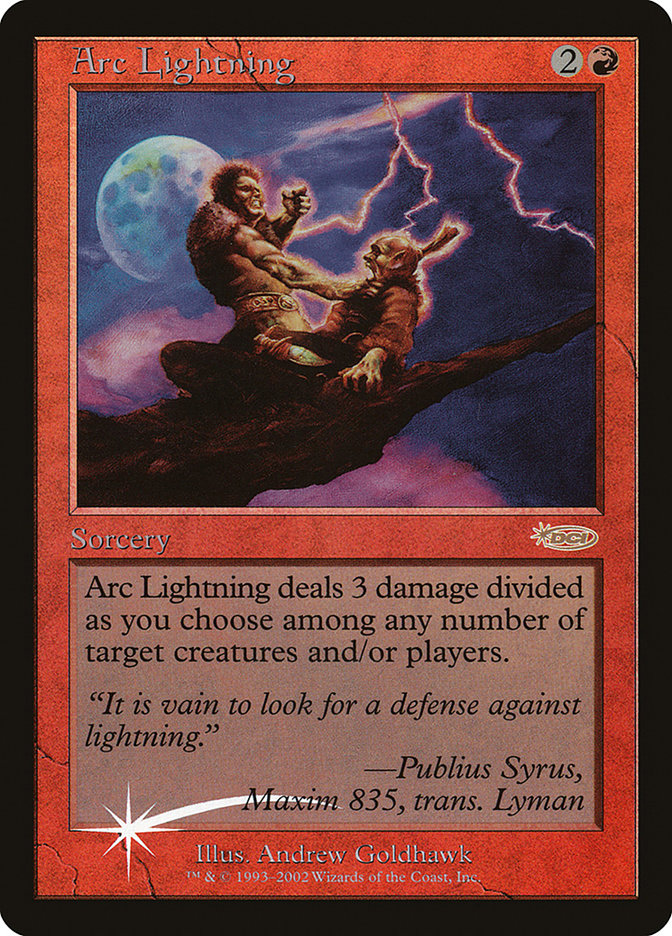 Arc Lightning
2
Sorcery
DCI
Arc Lightning deals 3 damage divided
as you choose among any number of
target creatures and/or players.
“It is vain to look for a defense against
lightning.”
—Publius Syrus,
Maxim 835, trans. Lyman
Illus. Andrew Goldhawk
™ & © 1993–2002 Wizards of the Coast, Inc.